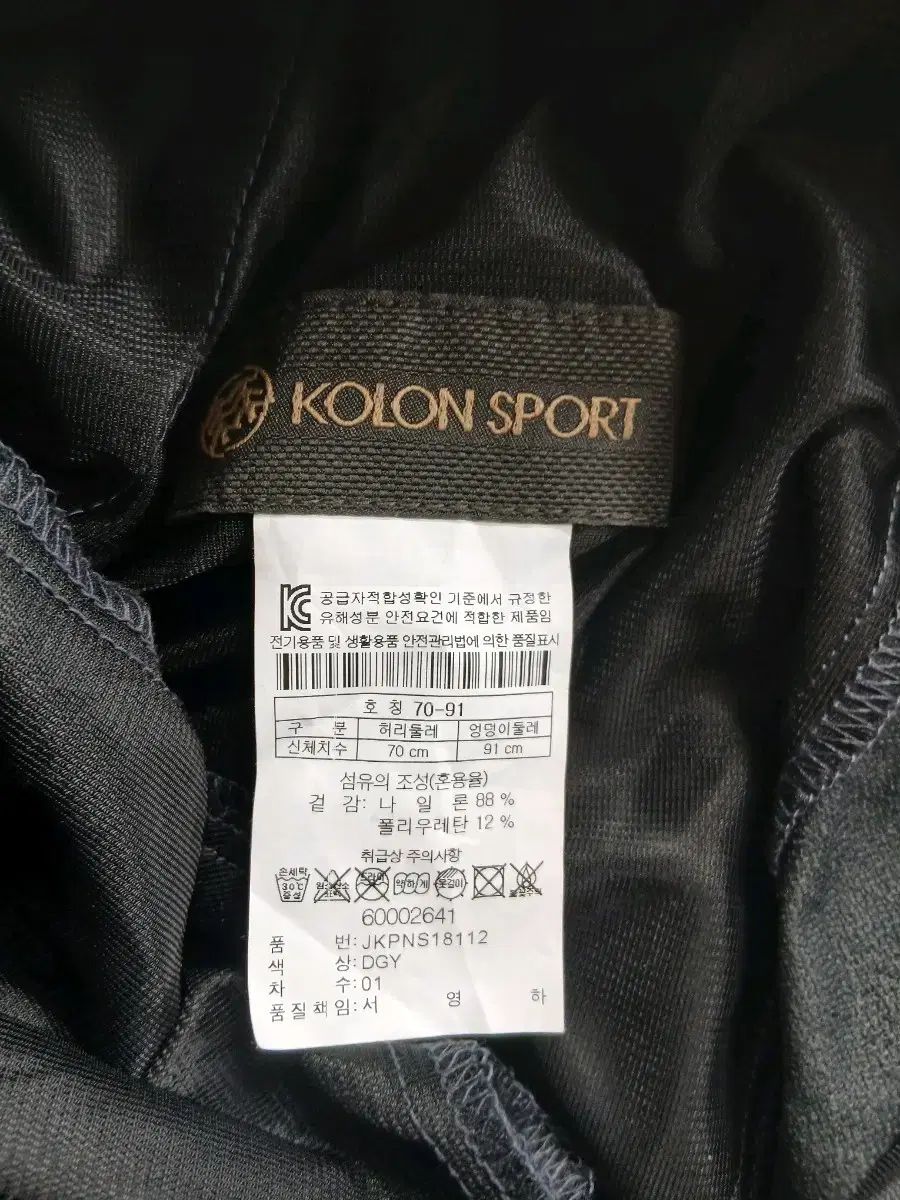 KOLON SPORT
공급자적합성확인 기준에서 규정한
유해성분 안전요건에 적합한 제품임
전기용품 및 생활용품 안전관리법에 의한 품질표시
호 칭 70-91
구 분 허리둘레 엉덩이둘레
신체치수 70 cm 91 cm
섬유의 조성(혼용율)
겉 감: 나 일 론 88 %
폴리우레탄 12 %
취급상 주의사항
손세탁 드라이
30℃ 약하게
중성
60002641
품 번: JKPNS18112
색 상: DGY
차 수: 01
품질책임: 서 영 하